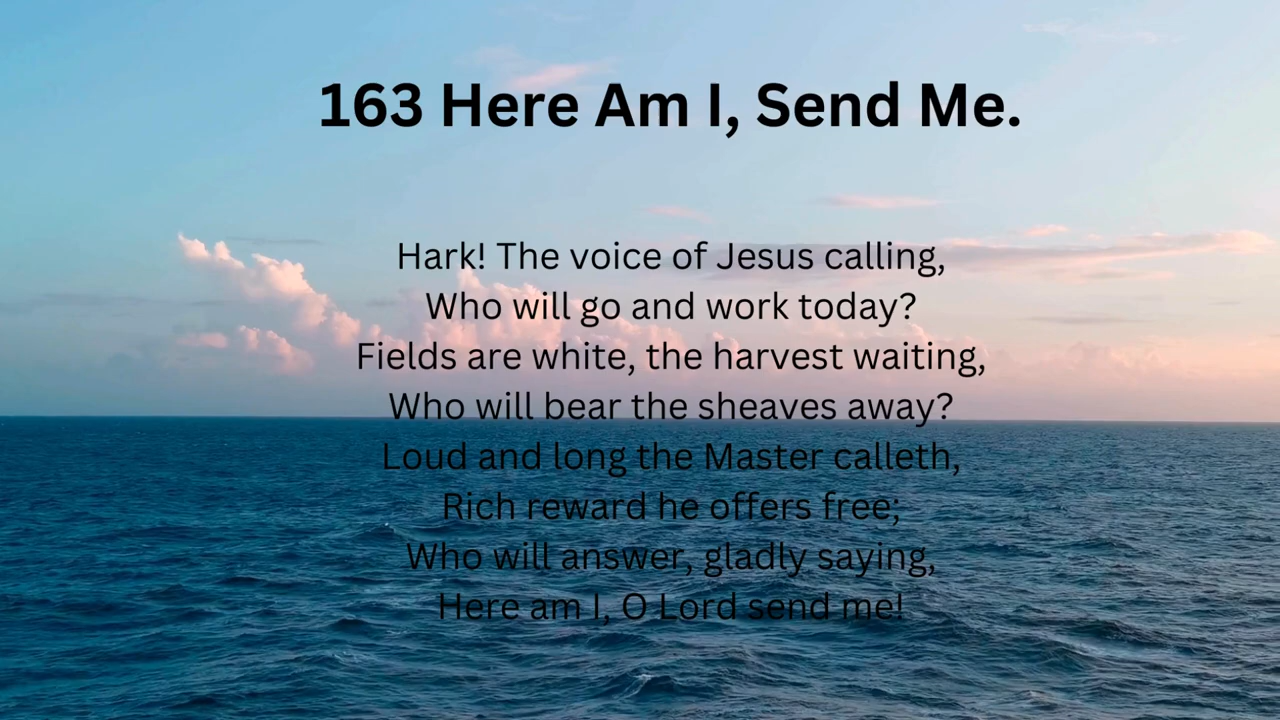 163 Here Am I, Send Me.
Hark! The voice of Jesus calling,
Who will go and work today?
Fields are white, the harvest waiting,
Who will bear the sheaves away?
Loud and long the Master calleth,
Rich reward he offers free;
Who will answer, gladly saying,
Here am I, O Lord send me!